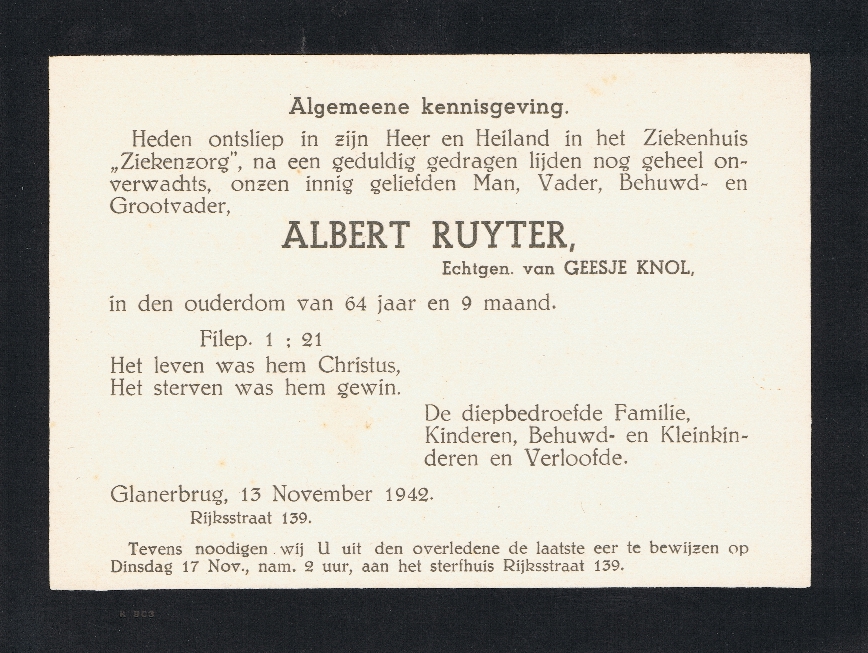 Algemeene kennisgeving.
Heden ontsliep in zijn Heer en Heiland in het Ziekenhuis
„Ziekenzorg", na een geduldig gedragen lijden nog geheel on-
verwachts, onzen innig geliefden Man, Vader, Behuwd- en
Grootvader,
ALBERT RUYTER,
Echtgen. van GEESJE KNOL,
in den ouderdom van 64 jaar en 9 maand.
Filep. 1 : 21
Het leven was hem Christus,
Het sterven was hem gewin.
De diepbedroefde Familie,
Kinderen, Behuwd- en Kleinkin-
deren en Verloofde.
Glanerbrug, 13 November 1942.
Rijksstraat 139.
Tevens noodigen wij U uit den overledene de laatste eer te bewijzen op
Dinsdag 17 Nov., nam. 2 uur, aan het sterfhuis Rijksstraat 139.